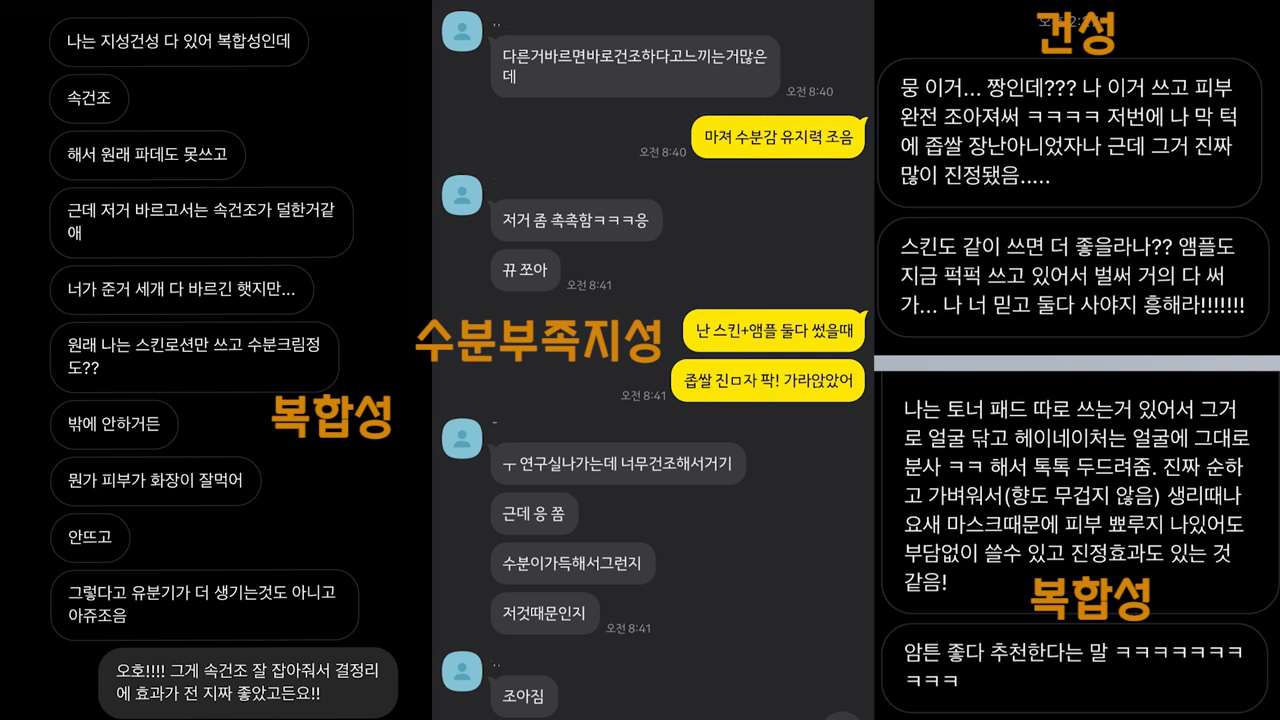 나는 지성건성 다 있어 복합성인데
속건조
해서 원래 파데도 못쓰고
근데 저거 바르고서는 속건조가 덜한거같
애
너가 준거 세개 다 바르긴 햇지만...
원래 나는 스킨로션만 쓰고 수분크림정
도??
밖에 안하거든
뭔가 피부가 화장이 잘먹어
안뜨고
그렇다고 유분기가 더 생기는것도 아니고
아쥬조음
오호!!!! 그게 속건조 잘 잡아줘서 결정리
에 효과가 전 지짜 좋았고든요!!
복합성
다른거바르면바로건조하다고느끼는거많은
데
오전 8:40
마져 수분감 유지력 조음
오전 8:40
저거 좀 촉촉함ㅋㅋㅋ응
뀨 쪼아
오전 8:41
난 스킨+앰플 둘다 썼을때
좁쌀 진ㅁ자 팍! 가라앉았어
오전 8:41
수분부족지성
ㅜ 연구실나가는데 너무건조해서거기
근데 응 쫌
수분이가득해서그런지
저것때문인지
오전 8:41
조아짐
건성
뭉 이거... 짱인데??? 나 이거 쓰고 피부
완전 조아져써 ㅋㅋㅋㅋ 저번에 나 막 턱
에 좁쌀 장난아니었자나 근데 그거 진짜
많이 진정됐음.....
스킨도 같이 쓰면 더 좋을라나?? 앰플도
지금 퍽퍽 쓰고 있어서 벌써 거의 다 써
가... 나 너 믿고 둘다 사야지 흥해라!!!!!!!
나는 토너 패드 따로 쓰는거 있어서 그거
로 얼굴 닦고 헤이네이처는 얼굴에 그대로
분사 ㅋㅋ 해서 톡톡 두드려줌. 진짜 순하
고 가벼워서(향도 무겁지 않음) 생리때나
요새 마스크때문에 피부 뾰루지 나있어도
부담없이 쓸수 있고 진정효과도 있는 것
같음!
복합성
암튼 좋다 추천한다는 말 ㅋㅋㅋㅋㅋㅋㅋ
ㅋㅋㅋ